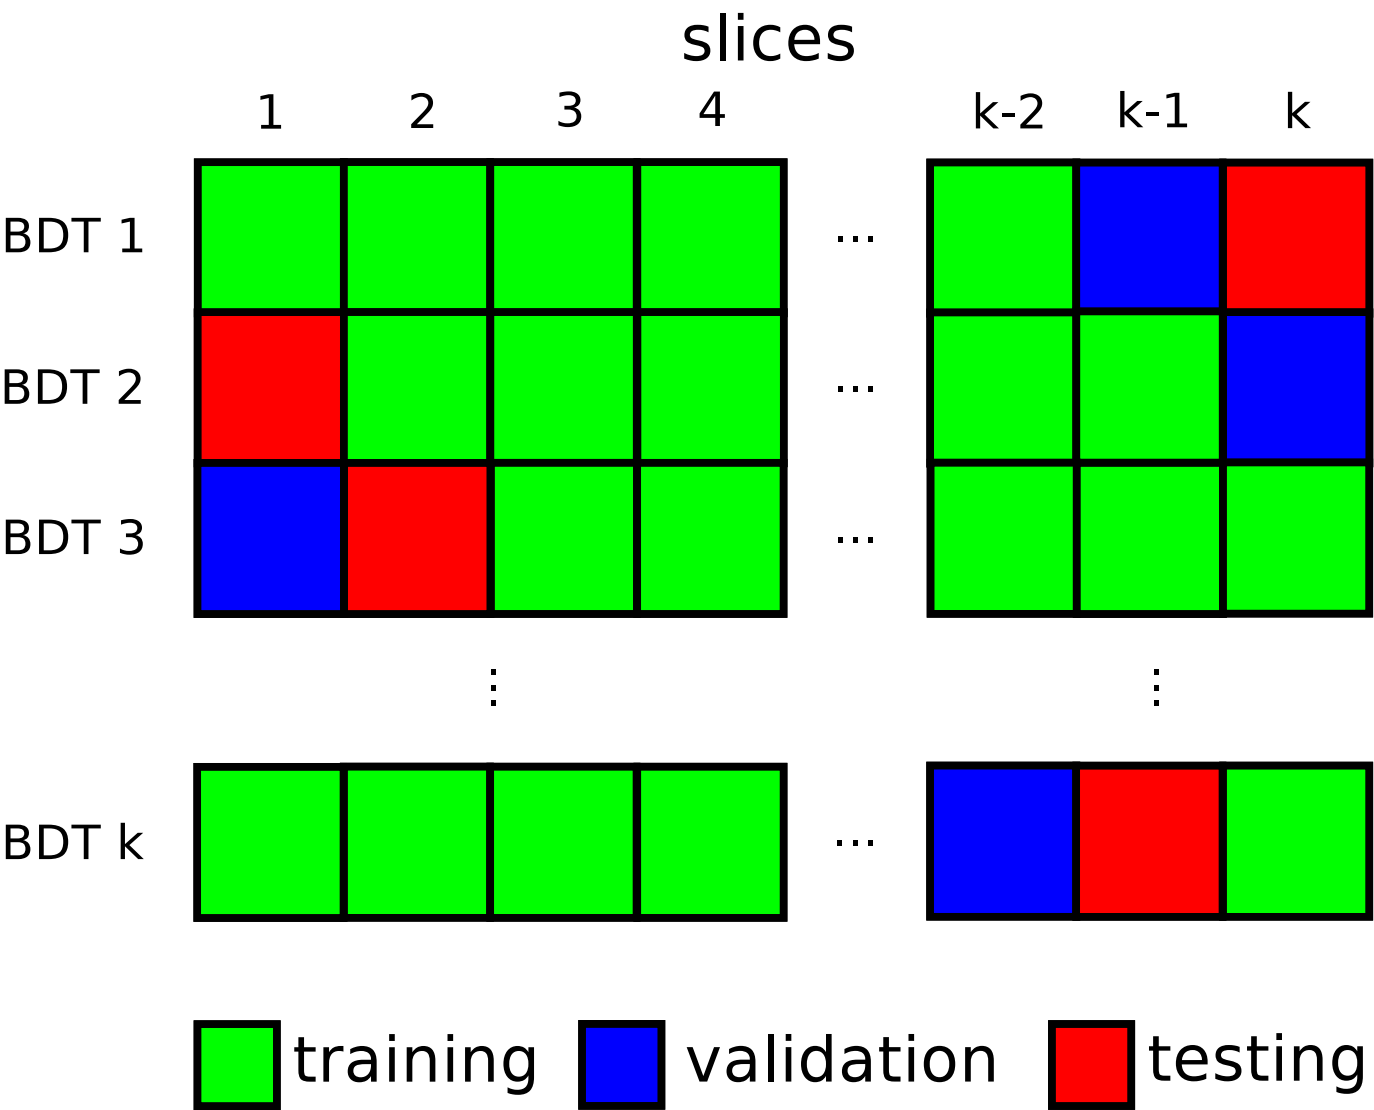 slices
1 2 3 4 k-2 k-1 k
BDT 1 ...
BDT 2 ...
BDT 3 ...
⋮ ⋮
BDT k ...
training validation testing